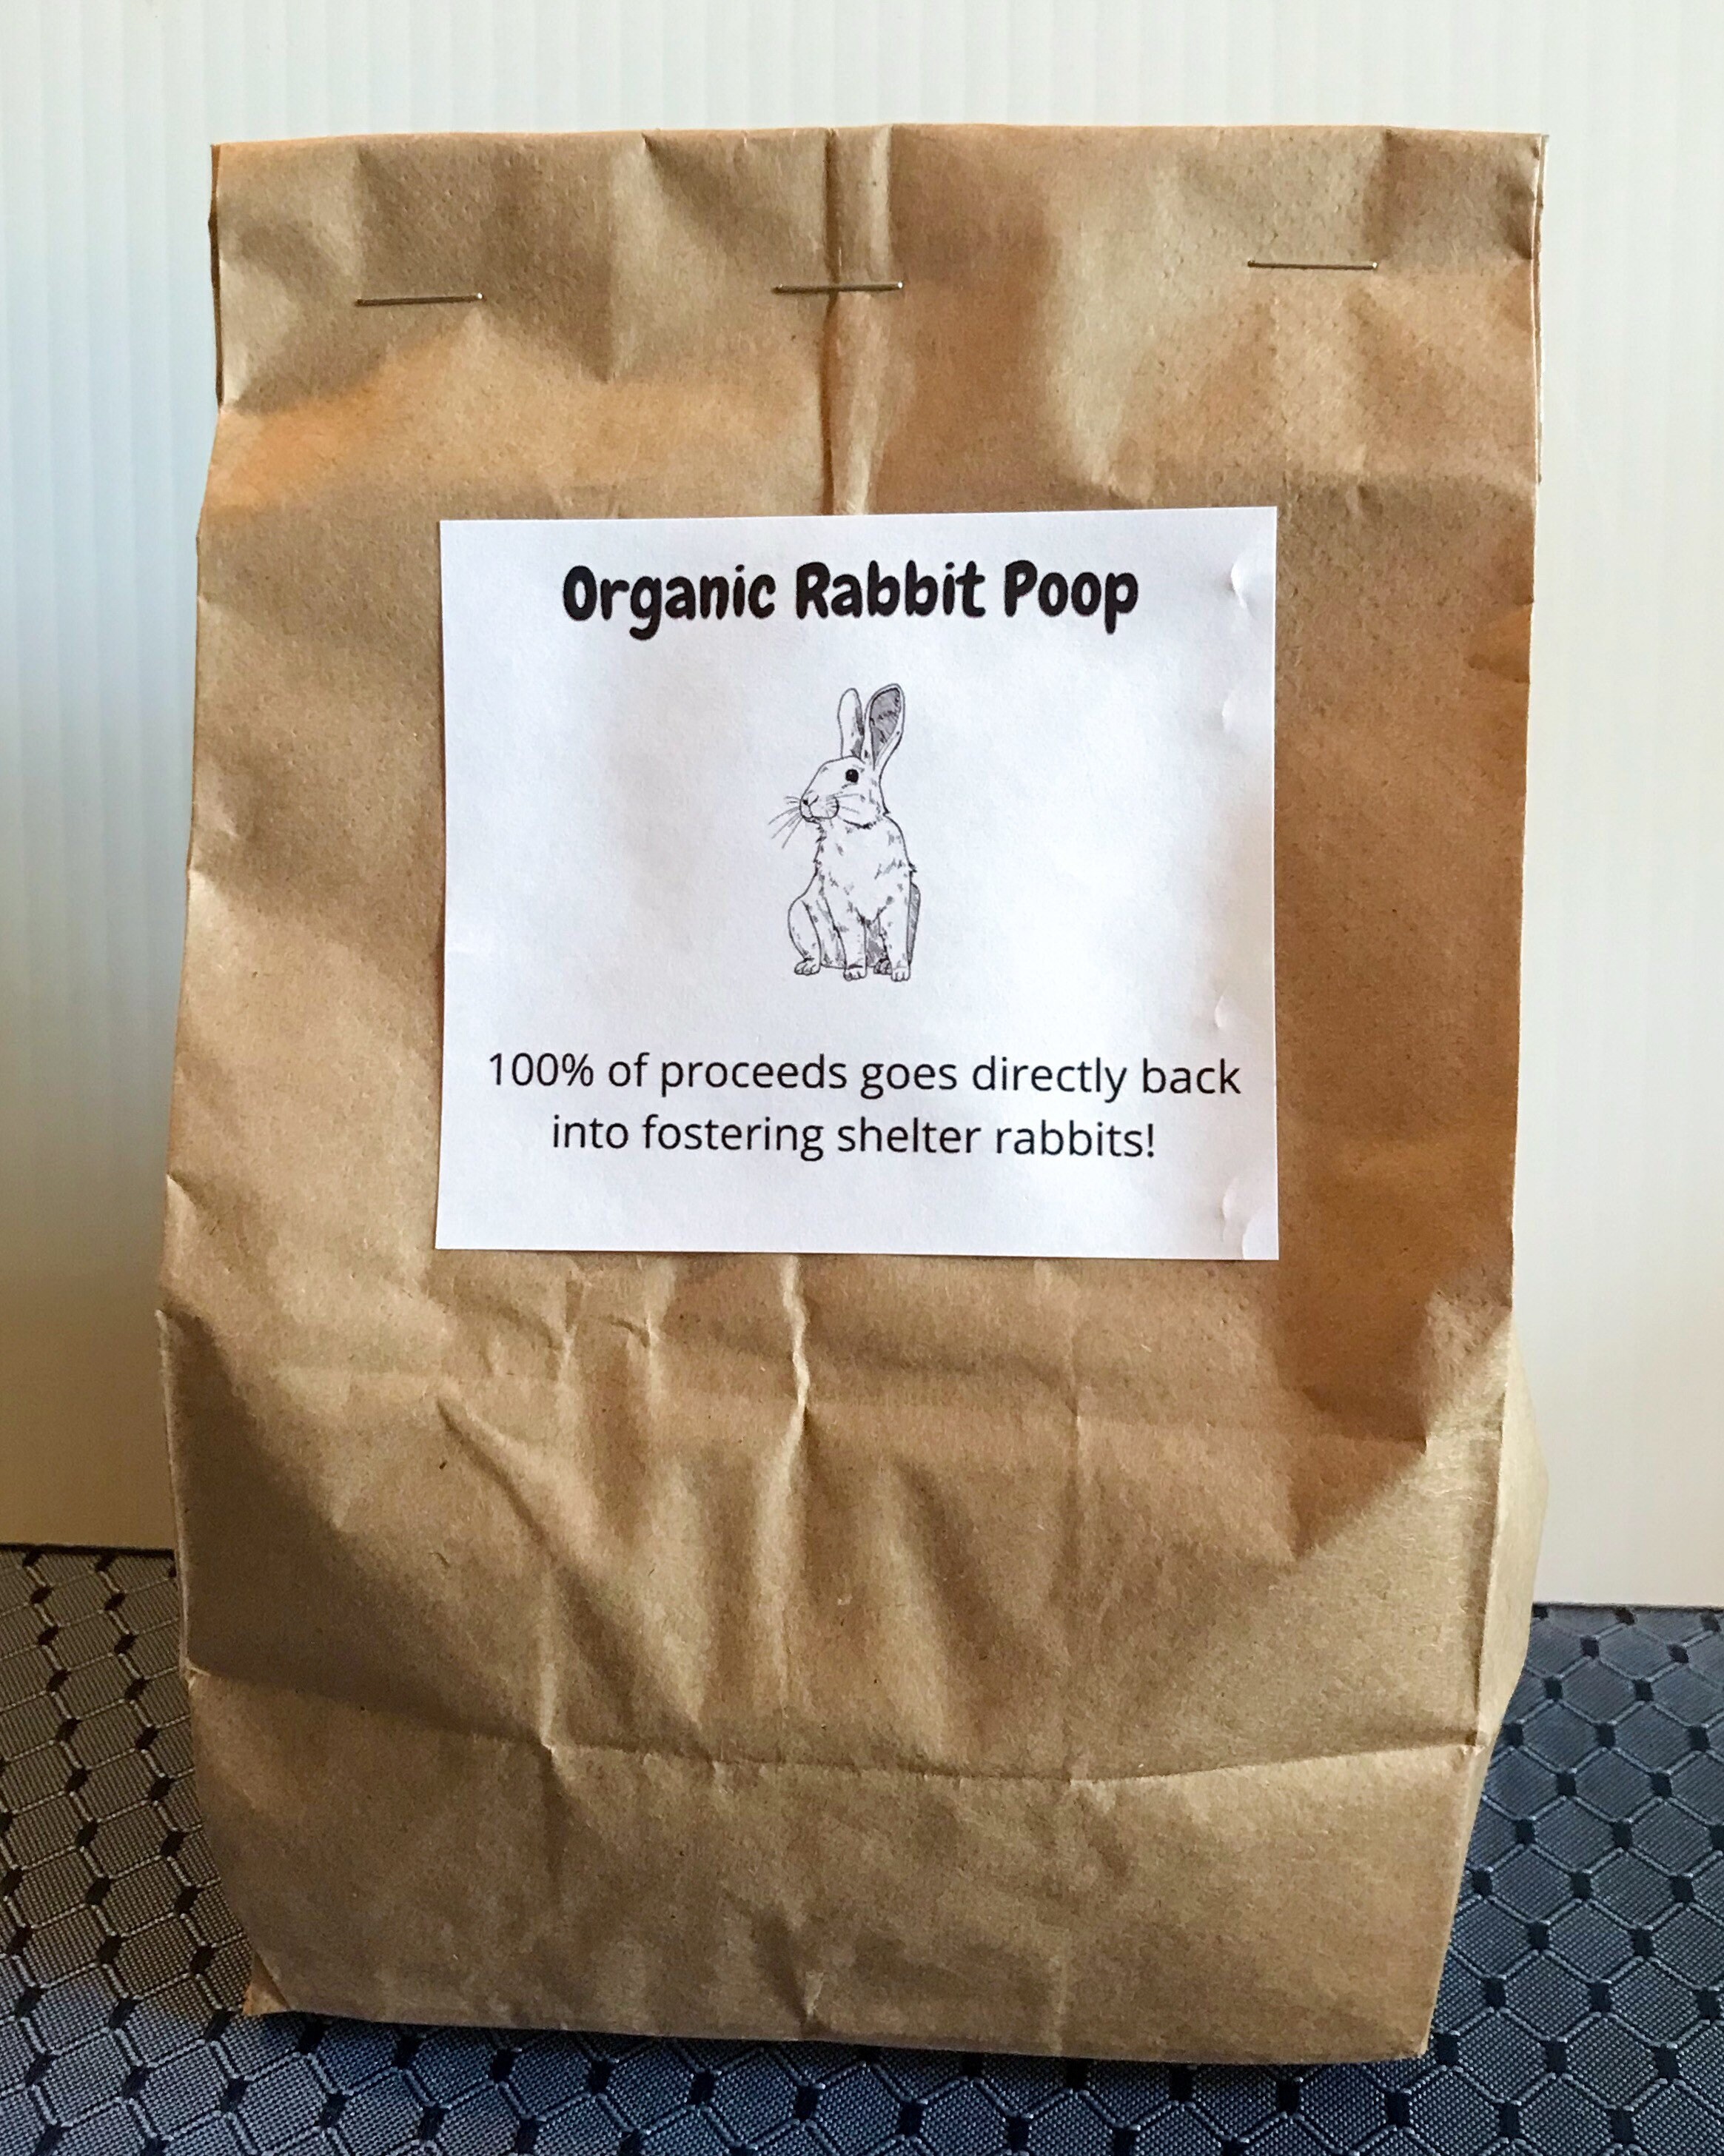 Organic Rabbit Poop
100% of proceeds goes directly back
into fostering shelter rabbits!